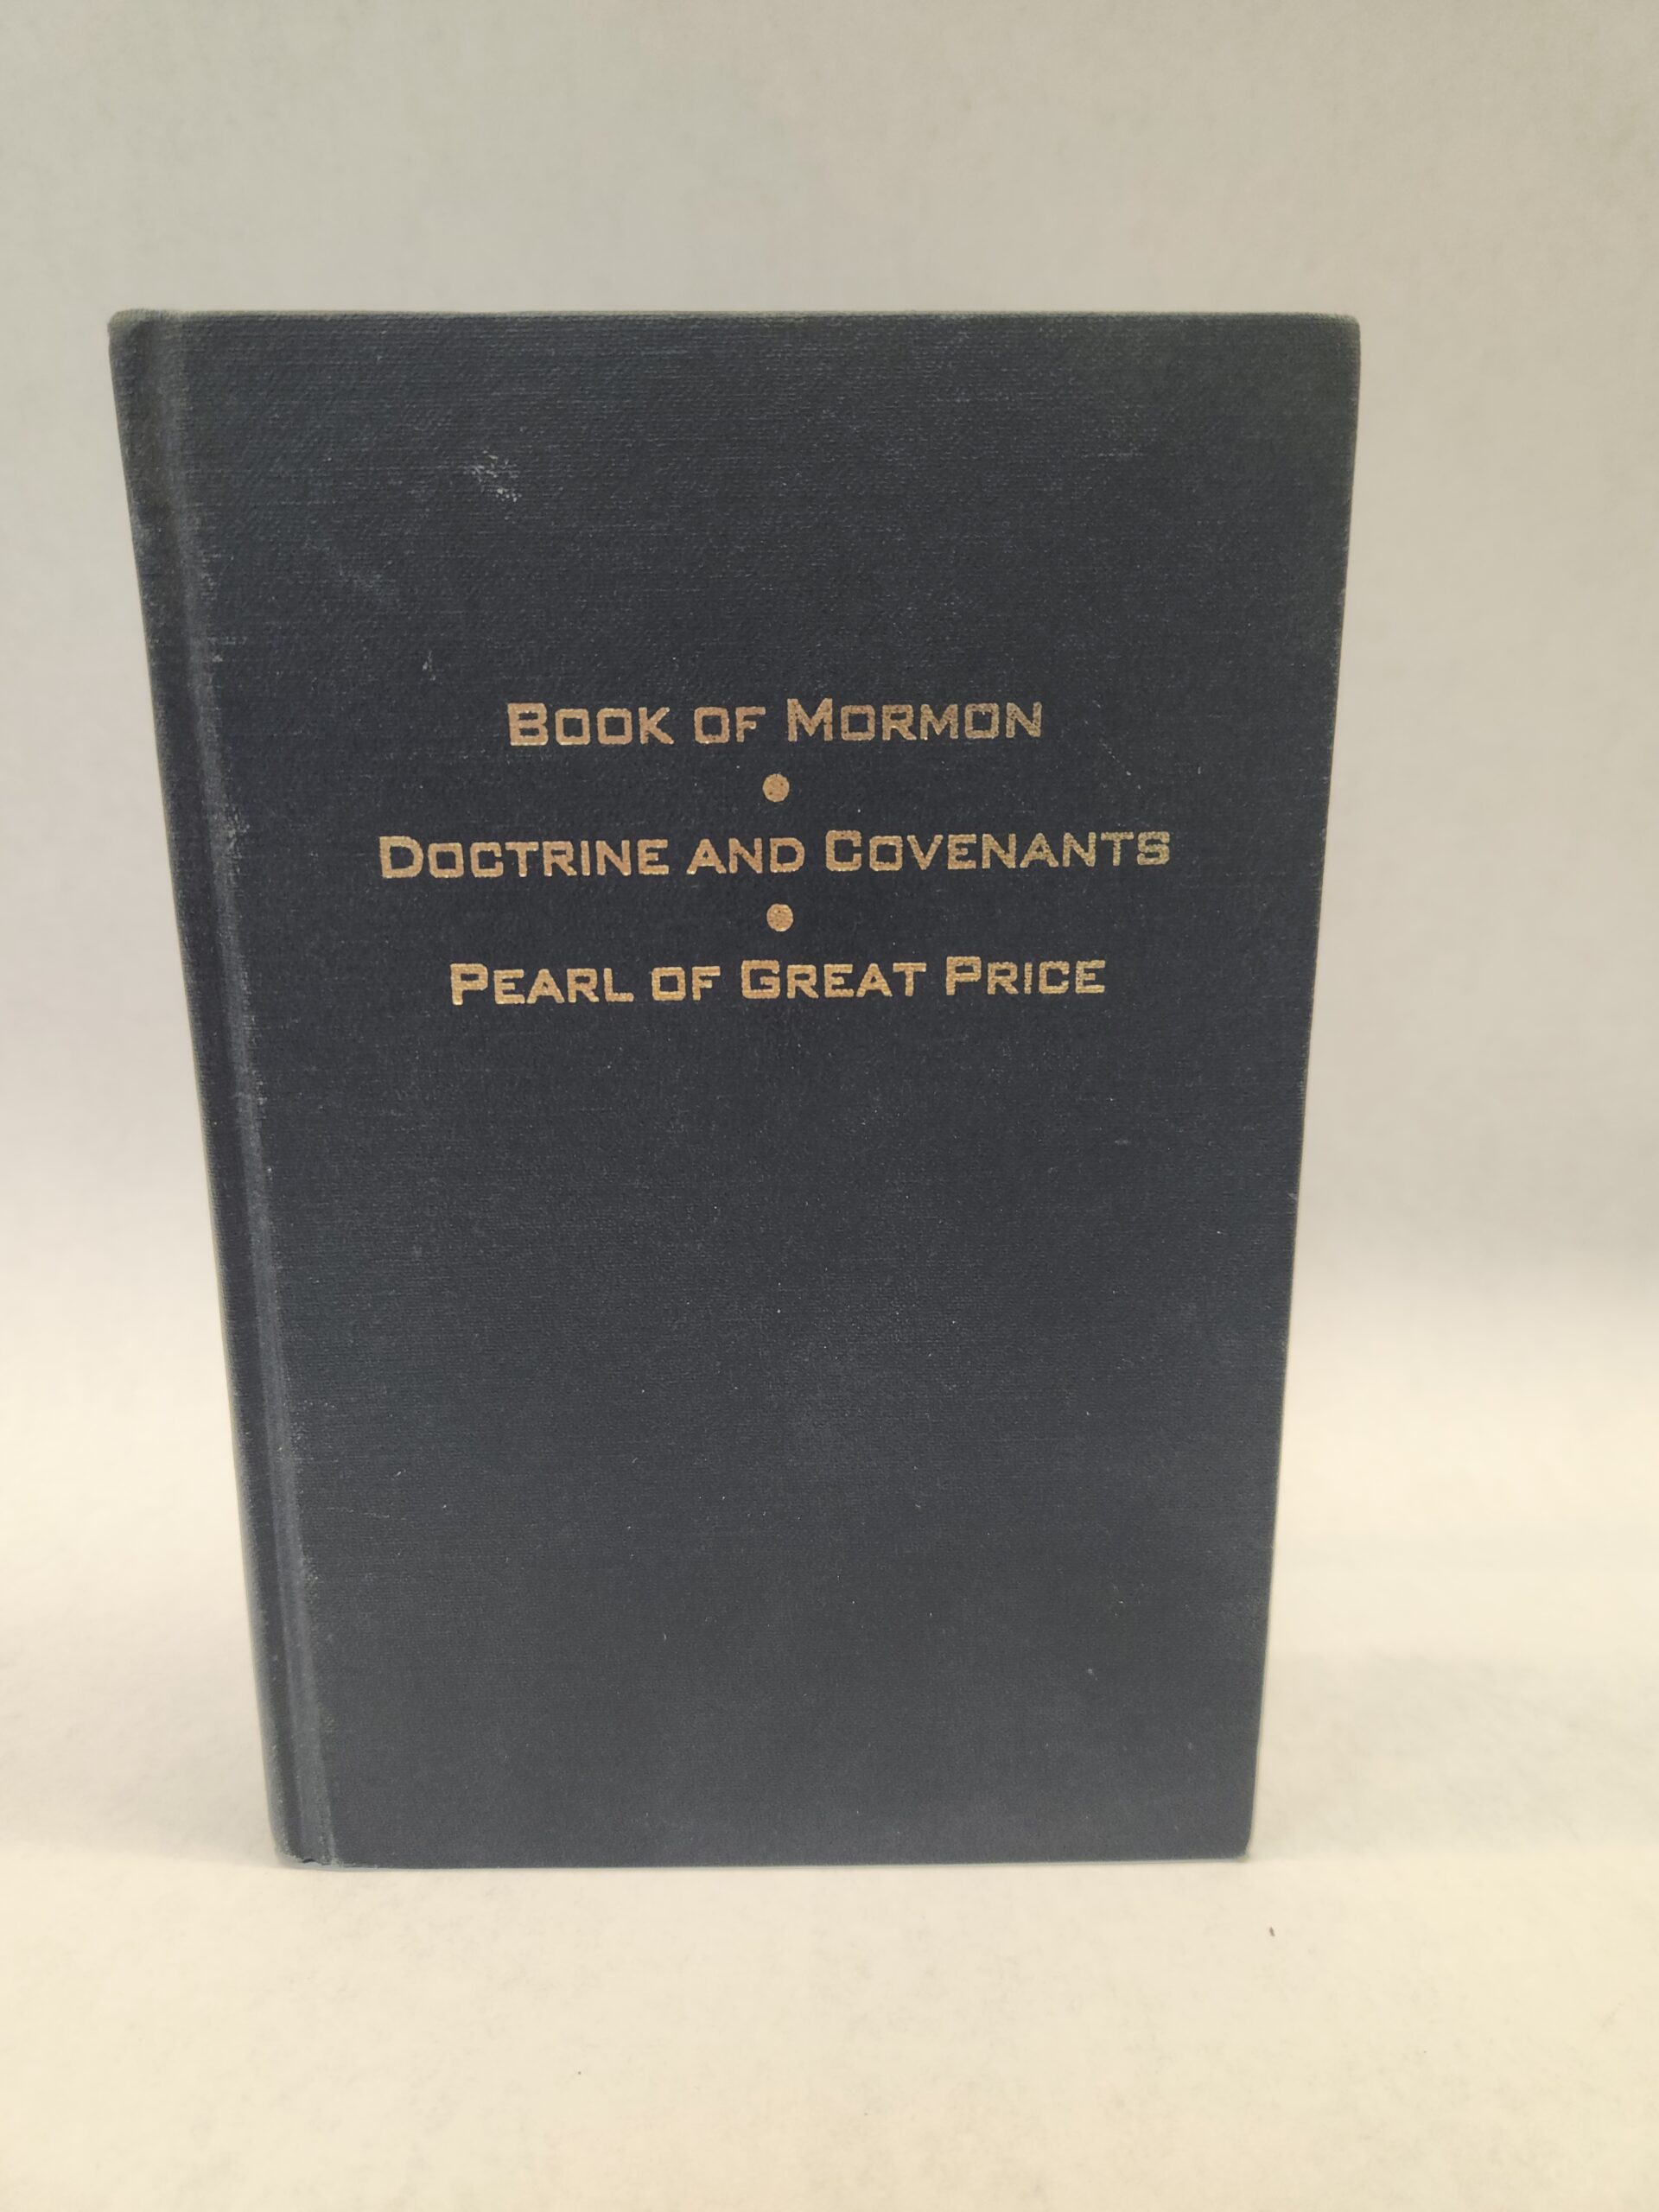 Book of Mormon
•
Doctrine and Covenants
•
Pearl of Great Price